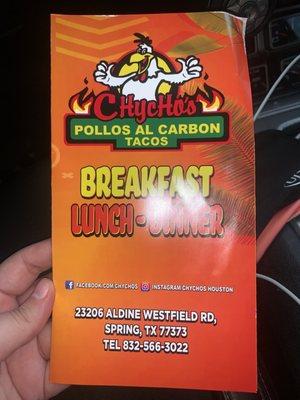 CHychÓ's
POLLOS AL CARBON
TACOS
BREAKFAST
LUNCH - DINNER
FACEBOOK.COM CHYCHOS INSTAGRAM CHYCHOS HOUSTON
23206 ALDINE WESTFIELD RD,
SPRING, TX 77373
TEL 832-566-3022